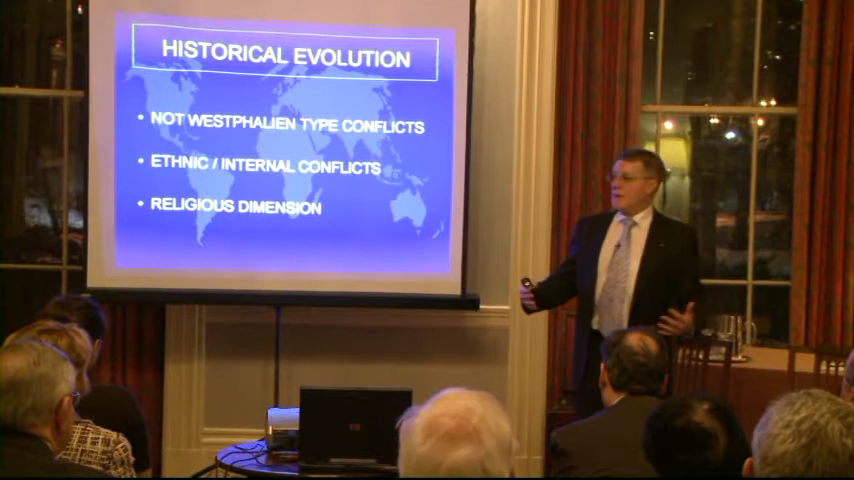 HISTORICAL EVOLUTION
• NOT WESTPHALIEN TYPE CONFLICTS
• ETHNIC / INTERNAL CONFLICTS
• RELIGIOUS DIMENSION